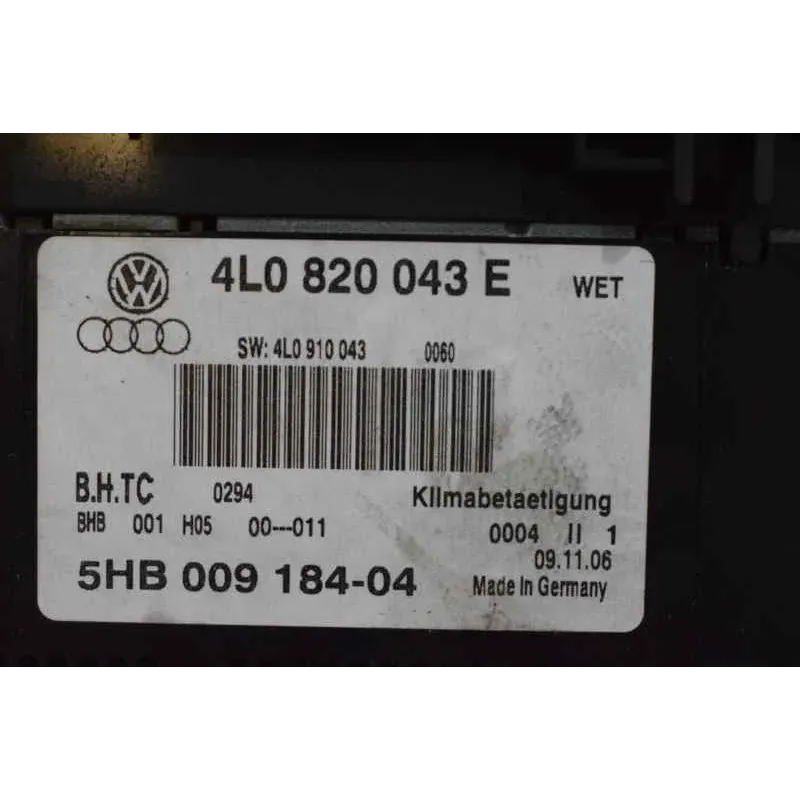 4L0 820 043 E WET
SW: 4L0 910 043 0060
B.H.TC 0294 Klimabetaetigung
BHB 001 H05 00---011 0004 II 1
09.11.06
5HB 009 184-04 Made In Germany